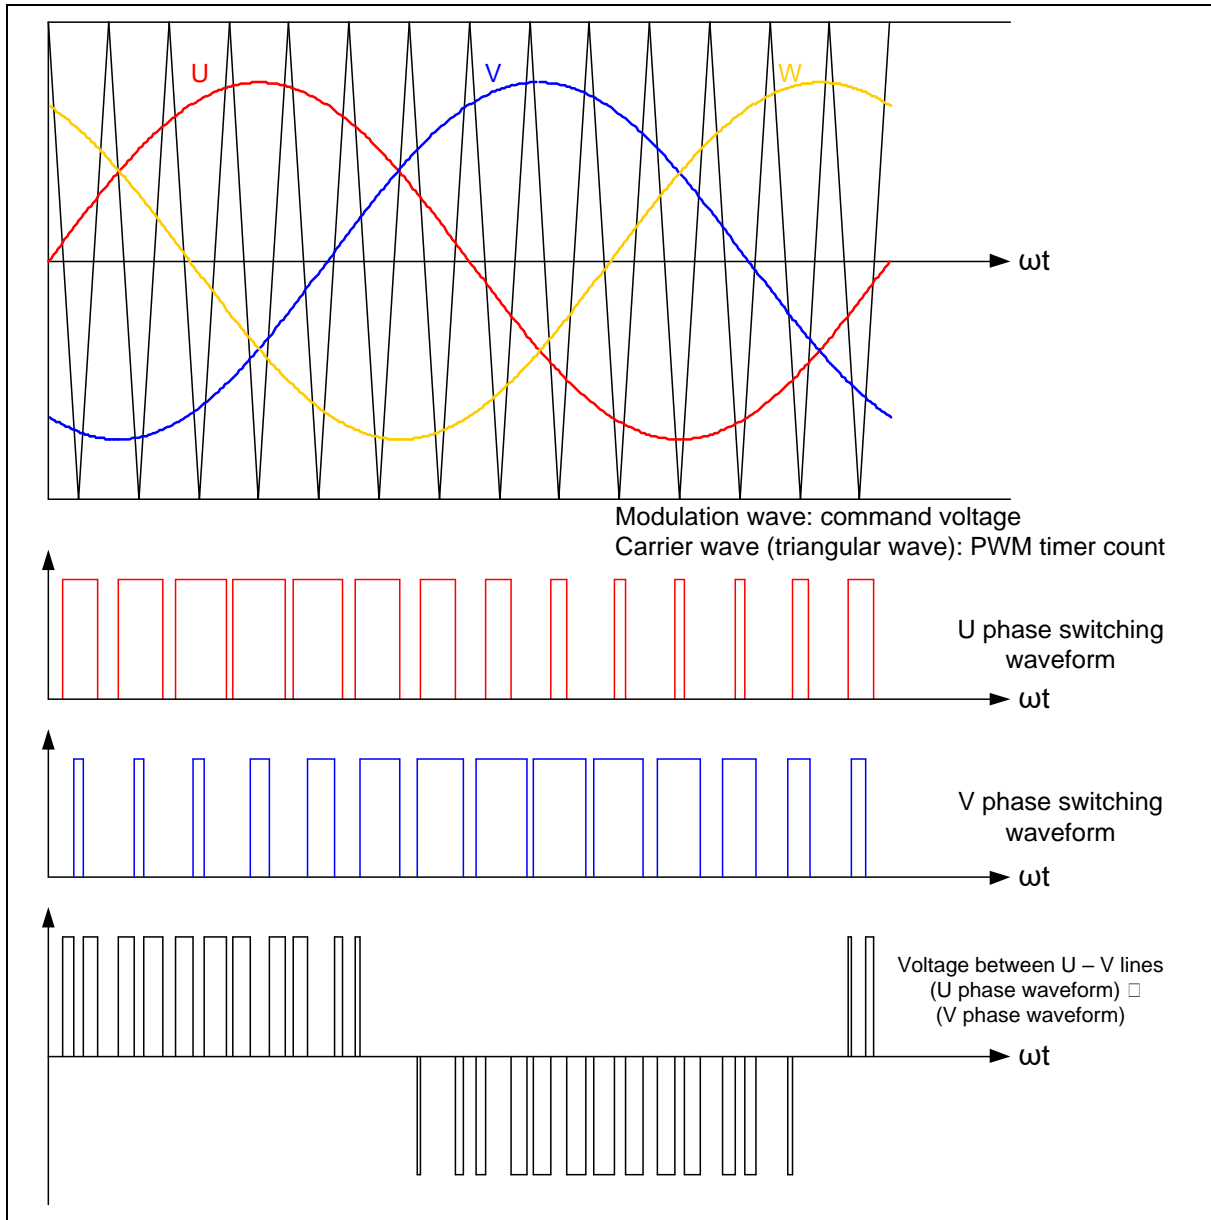 U
V
W
ωt
Modulation wave: command voltage
Carrier wave (triangular wave): PWM timer count
U phase switching
waveform
ωt
V phase switching
waveform
ωt
Voltage between U – V lines
(U phase waveform) □
(V phase waveform)
ωt